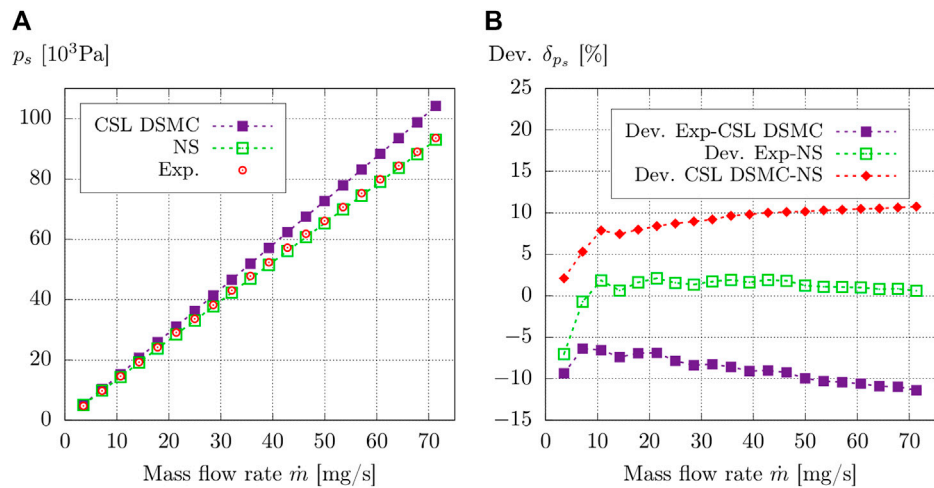 A
B
p_s [10³Pa]
Dev. δ_{p_s} [%]
100
80
60
40
20
0
CSL DSMC
NS
Exp.
0 10 20 30 40 50 60 70
Mass flow rate ṁ [mg/s]
25
20
15
10
5
0
−5
−10
−15
Dev. Exp-CSL DSMC
Dev. Exp-NS
Dev. CSL DSMC-NS
0 10 20 30 40 50 60 70
Mass flow rate ṁ [mg/s]